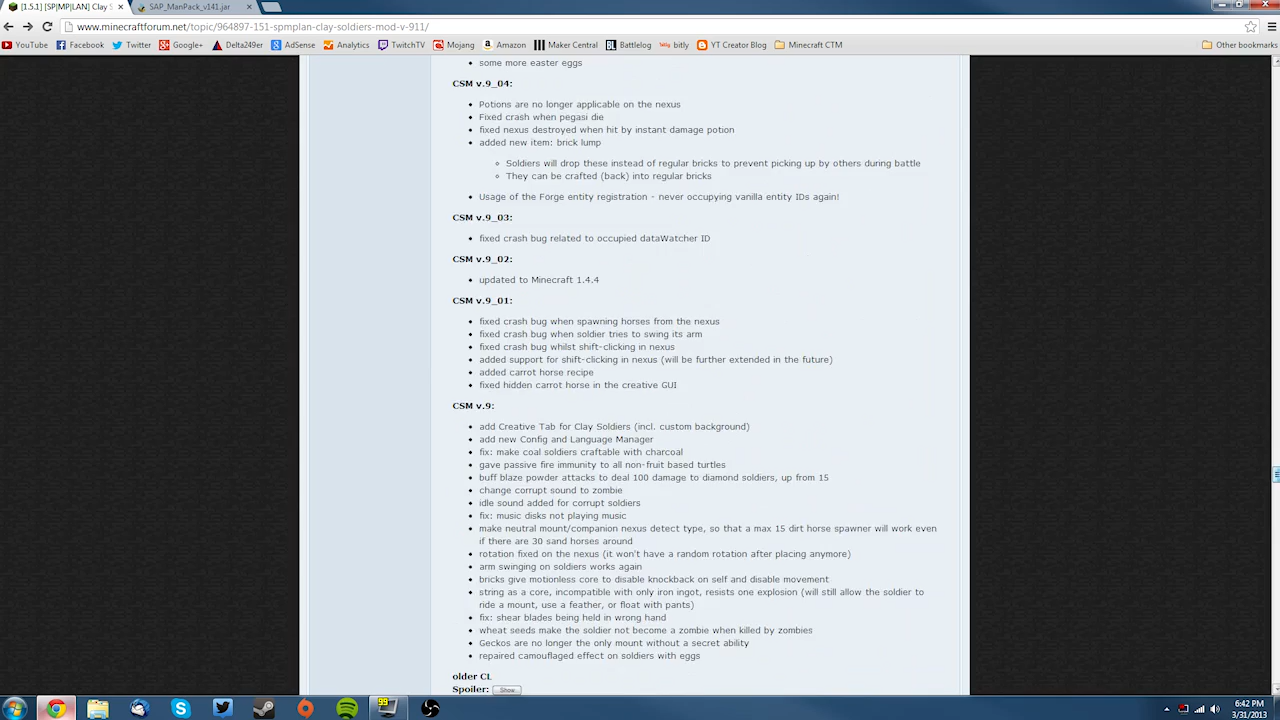 [1.5.1] [SP|MP|LAN] Clay S
SAP_ManPack_v141.jar
www.minecraftforum.net/topic/964897-151-spmplan-clay-soldiers-mod-v-911/
YouTube Facebook Twitter Google+ Delta249er AdSense Analytics TwitchTV Mojang Amazon Maker Central Battlelog bitly YT Creator Blog Minecraft CTM Other bookmarks
some more easter eggs
CSM v.9_04:
Potions are no longer applicable on the nexus
Fixed crash when pegasi die
fixed nexus destroyed when hit by instant damage potion
added new item: brick lump
Soldiers will drop these instead of regular bricks to prevent picking up by others during battle
They can be crafted (back) into regular bricks
Usage of the Forge entity registration - never occupying vanilla entity IDs again!
CSM v.9_03:
fixed crash bug related to occupied dataWatcher ID
CSM v.9_02:
updated to Minecraft 1.4.4
CSM v.9_01:
fixed crash bug when spawning horses from the nexus
fixed crash bug when soldier tries to swing its arm
fixed crash bug whilst shift-clicking in nexus
added support for shift-clicking in nexus (will be further extended in the future)
added carrot horse recipe
fixed hidden carrot horse in the creative GUI
CSM v.9:
add Creative Tab for Clay Soldiers (incl. custom background)
add new Config and Language Manager
fix: make coal soldiers craftable with charcoal
gave passive fire immunity to all non-fruit based turtles
buff blaze powder attacks to deal 100 damage to diamond soldiers, up from 15
change corrupt sound to zombie
idle sound added for corrupt soldiers
fix: music disks not playing music
make neutral mount/companion nexus detect type, so that a max 15 dirt horse spawner will work even
if there are 30 sand horses around
rotation fixed on the nexus (it won't have a random rotation after placing anymore)
arm swinging on soldiers works again
bricks give motionless core to disable knockback on self and disable movement
string as a core, incompatible with only iron ingot, resists one explosion (will still allow the soldier to
ride a mount, use a feather, or float with pants)
fix: shear blades being held in wrong hand
wheat seeds make the soldier not become a zombie when killed by zombies
Geckos are no longer the only mount without a secret ability
repaired camouflaged effect on soldiers with eggs
older CL
Spoiler: Show
99
6:42 PM
3/31/2013